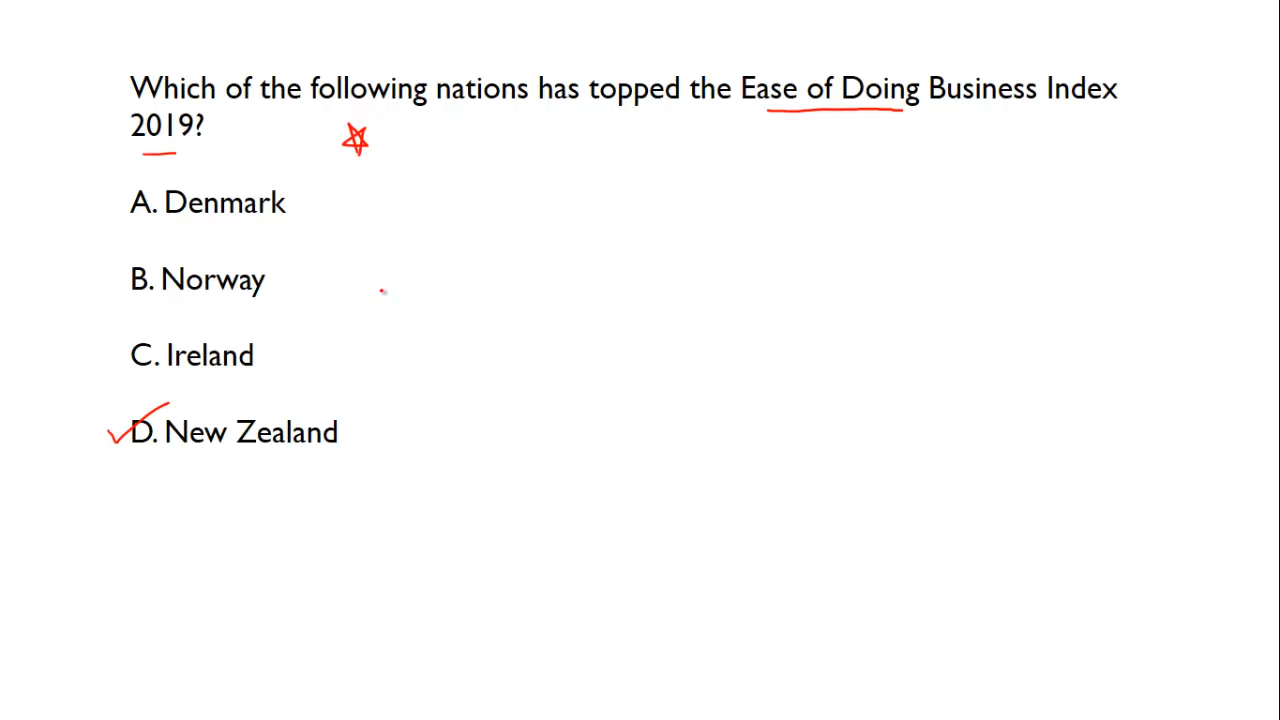 Which of the following nations has topped the Ease of Doing Business Index
2019?
A. Denmark
B. Norway
C. Ireland
D. New Zealand